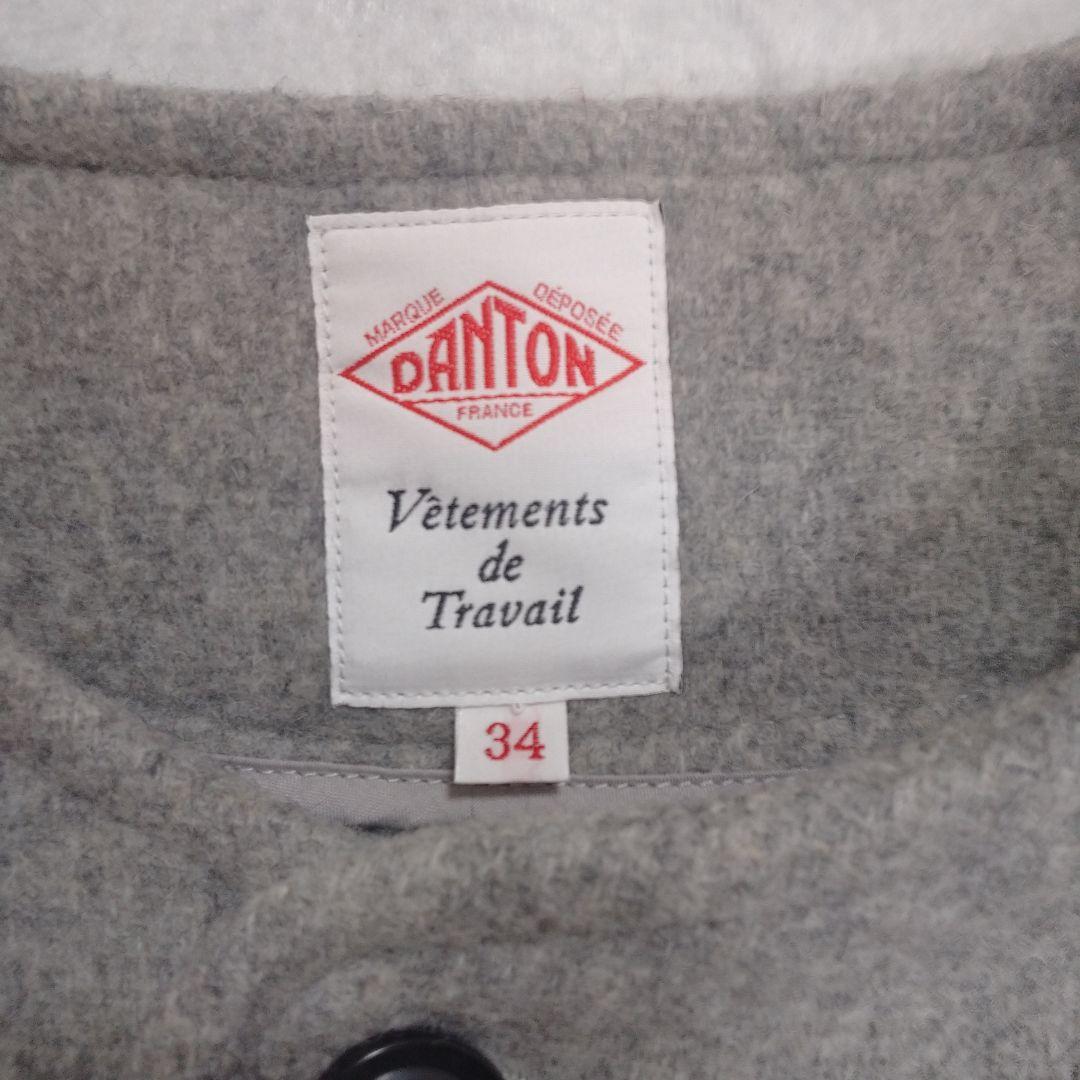 MARQUE DÉPOSÉE
DANTON
FRANCE
Vêtements
de
Travail
34